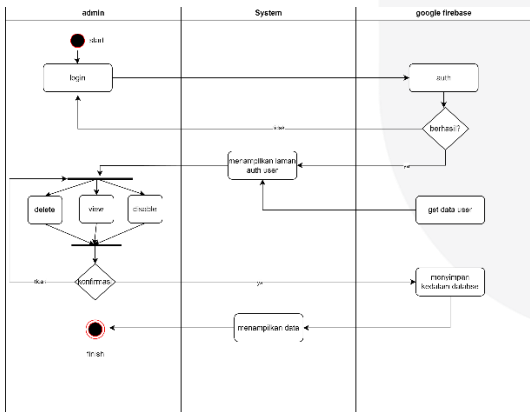 admin
System
google firebase
start
login
auth
berhasil?
menampilkan laman
auth user
delete
view
disable
get data user
konfirmasi
ya
menyimpan
kedalam databse
menampilkan data
finish